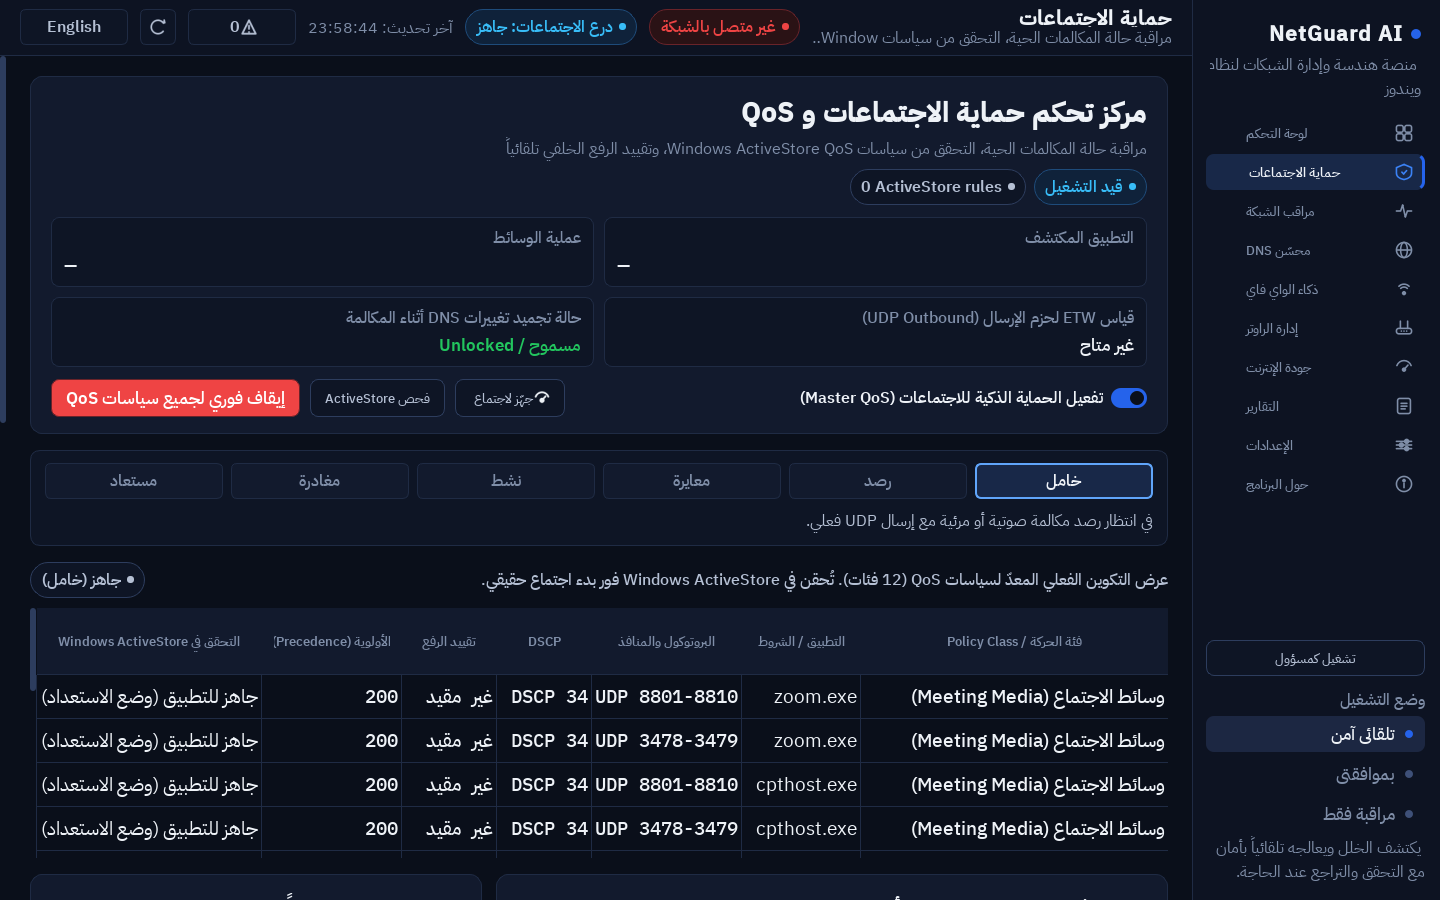 NetGuard AI
منصة هندسة وإدارة الشبكات لنظام
ويندوز
لوحة التحكم
حماية الاجتماعات
مراقب الشبكة
محسّن DNS
ذكاء الواي فاي
إدارة الراوتر
جودة الإنترنت
التقارير
الإعدادات
حول البرنامج
تشغيل كمسؤول
وضع التشغيل
تلقائي آمن
بموافقتي
مراقبة فقط
يكتشف الخلل ويعالجه تلقائياً بأمان
مع التحقق والتراجع عند الحاجة.
حماية الاجتماعات
مراقبة حالة المكالمات الحية، التحقق من سياسات Window..
غير متصل بالشبكة
درع الاجتماعات: جاهز
آخر تحديث: 23:58:44
0
English
مركز تحكم حماية الاجتماعات و QoS
مراقبة حالة المكالمات الحية، التحقق من سياسات Windows ActiveStore QoS، وتقييد الرفع الخلفي تلقائياً
قيد التشغيل
0 ActiveStore rules
التطبيق المكتشف
—
عملية الوسائط
—
قياس ETW لحزم الإرسال (UDP Outbound)
غير متاح
حالة تجميد تغييرات DNS أثناء المكالمة
مسموح / Unlocked
تفعيل الحماية الذكية للاجتماعات (Master QoS)
جهّز لاجتماع
فحص ActiveStore
إيقاف فوري لجميع سياسات QoS
خامل
رصد
معايرة
نشط
مغادرة
مستعاد
في انتظار رصد مكالمة صوتية أو مرئية مع إرسال UDP فعلي.
عرض التكوين الفعلي المعدّ لسياسات QoS (12 فئات). تُحقن في Windows ActiveStore فور بدء اجتماع حقيقي.
جاهز (خامل)
فئة الحركة / Policy Class التطبيق / الشروط البروتوكول والمنافذ DSCP تقييد الرفع الأولوية (Precedence) التحقق في Windows ActiveStore
وسائط الاجتماع (Meeting Media) zoom.exe UDP 8801-8810 DSCP 34 غير مقيد 200 جاهز للتطبيق (وضع الاستعداد)
وسائط الاجتماع (Meeting Media) zoom.exe UDP 3478-3479 DSCP 34 غير مقيد 200 جاهز للتطبيق (وضع الاستعداد)
وسائط الاجتماع (Meeting Media) cpthost.exe UDP 8801-8810 DSCP 34 غير مقيد 200 جاهز للتطبيق (وضع الاستعداد)
وسائط الاجتماع (Meeting Media) cpthost.exe UDP 3478-3479 DSCP 34 غير مقيد 200 جاهز للتطبيق (وضع الاستعداد)